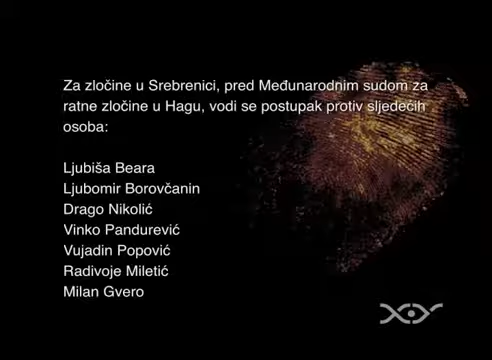 Za zločine u Srebrenici, pred Međunarodnim sudom za
ratne zločine u Hagu, vodi se postupak protiv sljedećih
osoba:
Ljubiša Beara
Ljubomir Borovčanin
Drago Nikolić
Vinko Pandurević
Vujadin Popović
Radivoje Miletić
Milan Gvero